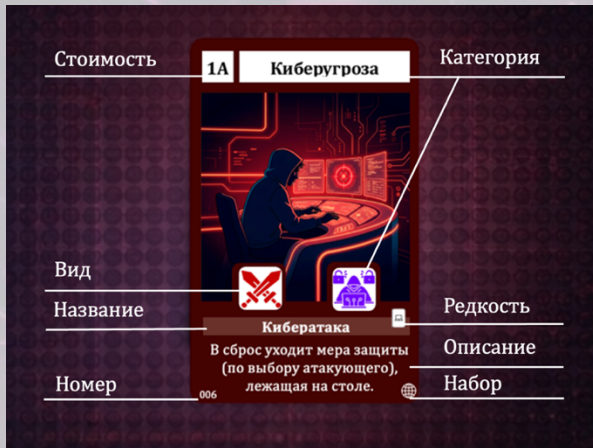 Стоимость
1А
Киберугроза
Категория
Вид
Название
Кибератака
Редкость
В сброс уходит мера защиты
(по выбору атакующего),
лежащая на столе.
Описание
Номер
006
Набор